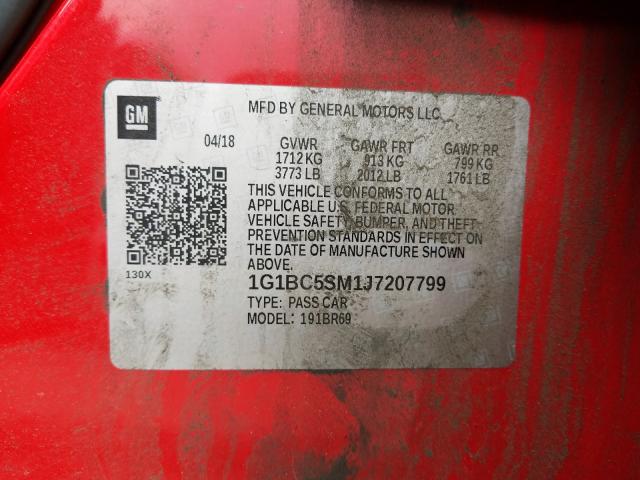 GM
MFD BY GENERAL MOTORS LLC
04/18 GVWR GAWR FRT GAWR RR
1712 KG 913 KG 799 KG
3773 LB 2012 LB 1761 LB
THIS VEHICLE CONFORMS TO ALL
APPLICABLE U.S. FEDERAL MOTOR
VEHICLE SAFETY, BUMPER, AND THEFT
PREVENTION STANDARDS IN EFFECT ON
THE DATE OF MANUFACTURE SHOWN
ABOVE.
130X
1G1BC5SM1J7207799
TYPE: PASS CAR
MODEL: 191BR69